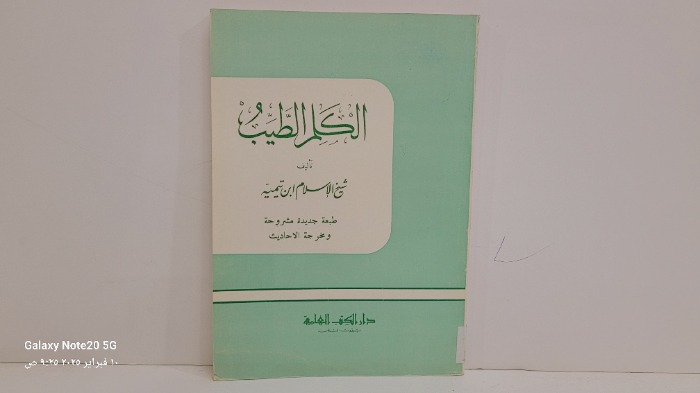 الكلم الطيب
تأليف
شيخ الإسلام ابن تيمية
طبعة جديدة مشروحة
ومخرجة الاحاديث
دار الكتب العلمية
Galaxy Note20 5G
١٠ فبراير ٢٠٢٥ ٩:٢٥ ص